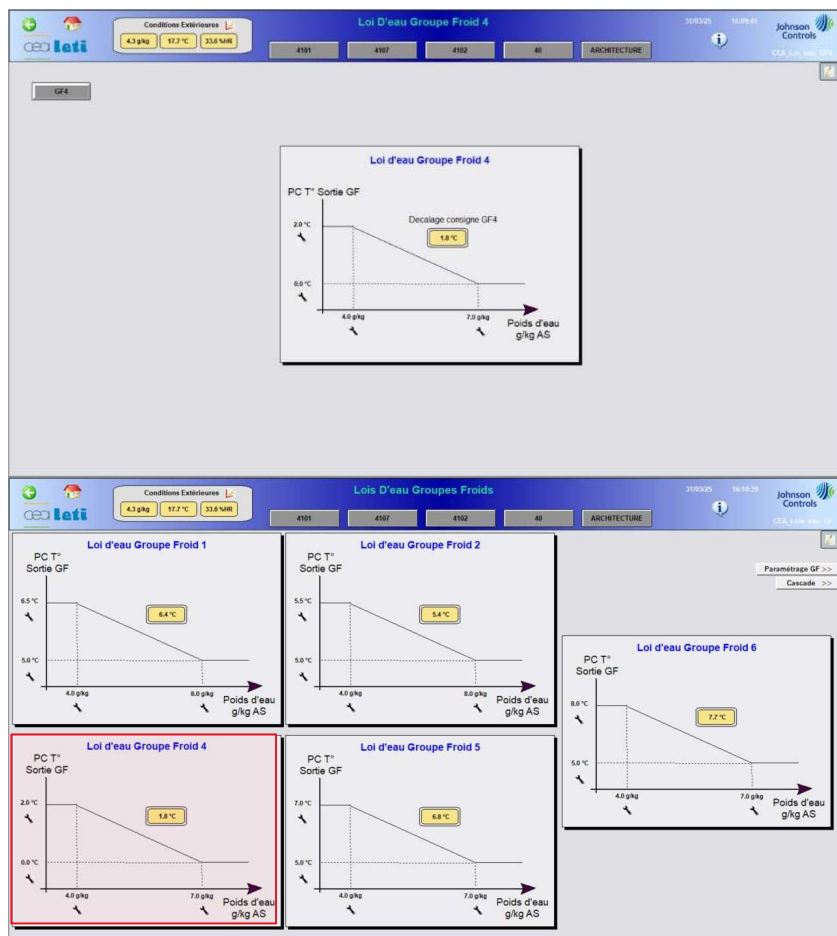 Conditions Extérieures
Loi D'eau Groupe Froid 4
31/03/25 16:09:41
Johnson Controls
cea leti
4.3 g/kg 17.7 °C 33.6 %HR
4101 4107 4102 40 ARCHITECTURE
GF4
Loi d'eau Groupe Froid 4
PC T° Sortie GF
Decalage consigne GF4
2.0 °C
1.8 °C
0.0 °C
4.0 g/kg 7.0 g/kg
Poids d'eau
g/kg AS
Conditions Extérieures
Lois D'eau Groupes Froids
31/03/25 16:10:39
Johnson Controls
cea leti
4.3 g/kg 17.7 °C 33.6 %HR
4101 4107 4102 40 ARCHITECTURE
Paramétrage GF >>
Cascade >>
Loi d'eau Groupe Froid 1
PC T°
Sortie GF
6.5 °C
6.4 °C
5.0 °C
4.0 g/kg 8.0 g/kg
Poids d'eau
g/kg AS
Loi d'eau Groupe Froid 2
PC T°
Sortie GF
5.5 °C
5.4 °C
5.0 °C
4.0 g/kg 8.0 g/kg
Poids d'eau
g/kg AS
Loi d'eau Groupe Froid 6
PC T°
Sortie GF
8.0 °C
7.7 °C
5.0 °C
4.0 g/kg 7.0 g/kg
Poids d'eau
g/kg AS
Loi d'eau Groupe Froid 4
PC T°
Sortie GF
2.0 °C
1.8 °C
0.0 °C
4.0 g/kg 7.0 g/kg
Poids d'eau
g/kg AS
Loi d'eau Groupe Froid 5
PC T°
Sortie GF
7.0 °C
6.8 °C
5.0 °C
4.0 g/kg 7.0 g/kg
Poids d'eau
g/kg AS